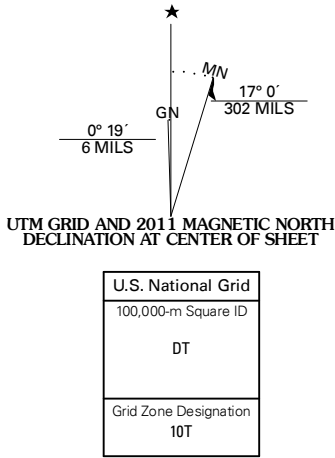 MN
17° 0´
302 MILS
GN
0° 19´
6 MILS
UTM GRID AND 2011 MAGNETIC NORTH
DECLINATION AT CENTER OF SHEET
U.S. National Grid
100,000-m Square ID
DT
Grid Zone Designation
10T